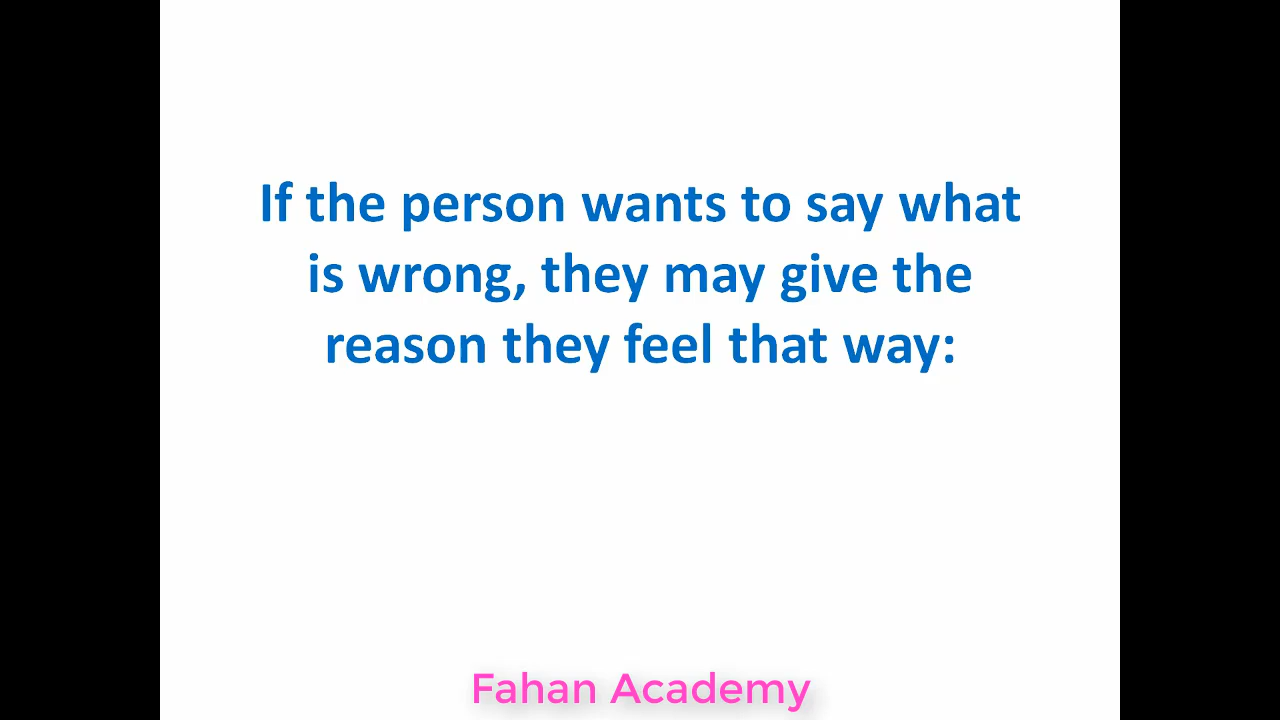 If the person wants to say what
is wrong, they may give the
reason they feel that way:
Fahan Academy